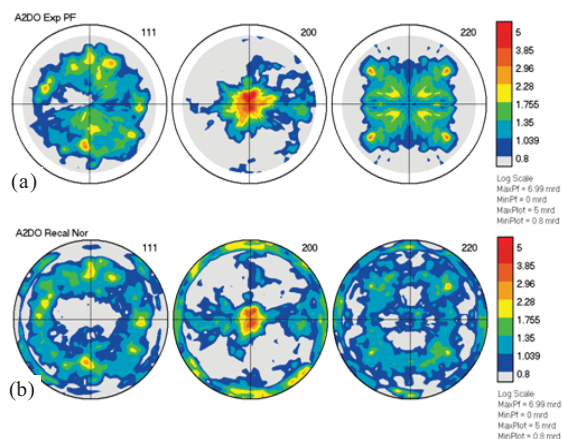 A2DO Exp PF
111
200
220
5
3.85
2.96
2.28
1.755
1.35
1.039
0.8
(a)
Log Scale
MaxPf = 6.99 mrd
MinPf = 0 mrd
MaxPlot = 5 mrd
MinPlot = 0.8 mrd
A2DO Recal Nor
111
200
220
5
3.85
2.96
2.28
1.755
1.35
1.039
0.8
(b)
Log Scale
MaxPf = 6.99 mrd
MinPf = 0 mrd
MaxPlot = 5 mrd
MinPlot = 0.8 mrd